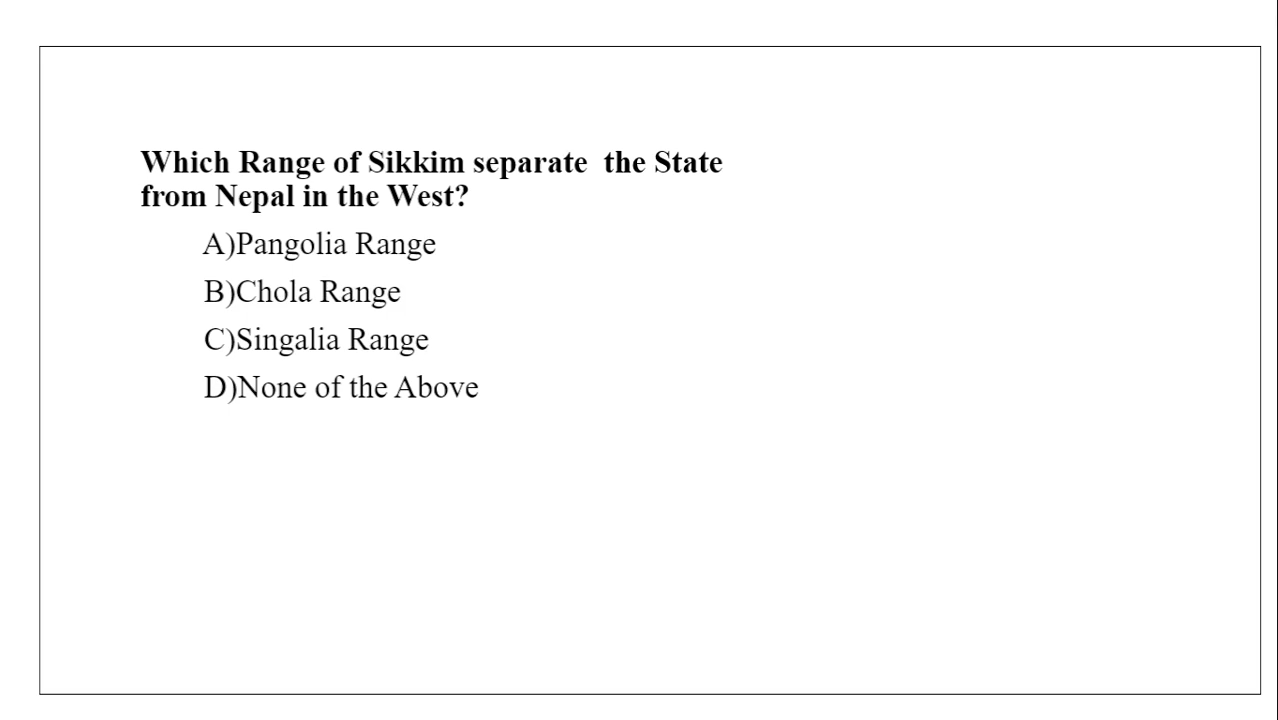 Which Range of Sikkim separate  the State
from Nepal in the West?
A)Pangolia Range
B)Chola Range
C)Singalia Range
D)None of the Above